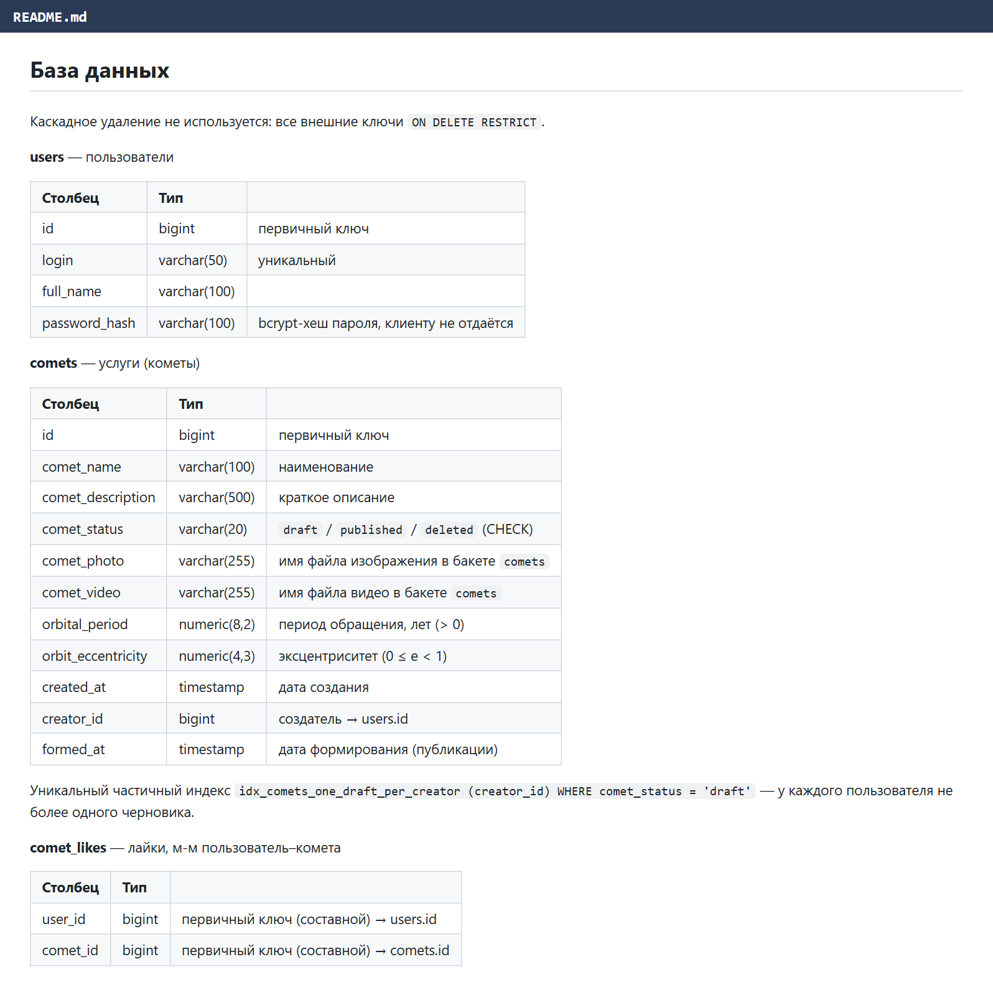 README.md
База данных
Каскадное удаление не используется: все внешние ключи ON DELETE RESTRICT.
users — пользователи
Столбец Тип
id bigint первичный ключ
login varchar(50) уникальный
full_name varchar(100)
password_hash varchar(100) bcrypt-хеш пароля, клиенту не отдаётся
comets — услуги (кометы)
Столбец Тип
id bigint первичный ключ
comet_name varchar(100) наименование
comet_description varchar(500) краткое описание
comet_status varchar(20) draft / published / deleted (CHECK)
comet_photo varchar(255) имя файла изображения в бакете comets
comet_video varchar(255) имя файла видео в бакете comets
orbital_period numeric(8,2) период обращения, лет (> 0)
orbit_eccentricity numeric(4,3) эксцентриситет (0 ≤ e < 1)
created_at timestamp дата создания
creator_id bigint создатель → users.id
formed_at timestamp дата формирования (публикации)
Уникальный частичный индекс idx_comets_one_draft_per_creator (creator_id) WHERE comet_status = 'draft' — у каждого пользователя не
более одного черновика.
comet_likes — лайки, м-м пользователь–комета
Столбец Тип
user_id bigint первичный ключ (составной) → users.id
comet_id bigint первичный ключ (составной) → comets.id